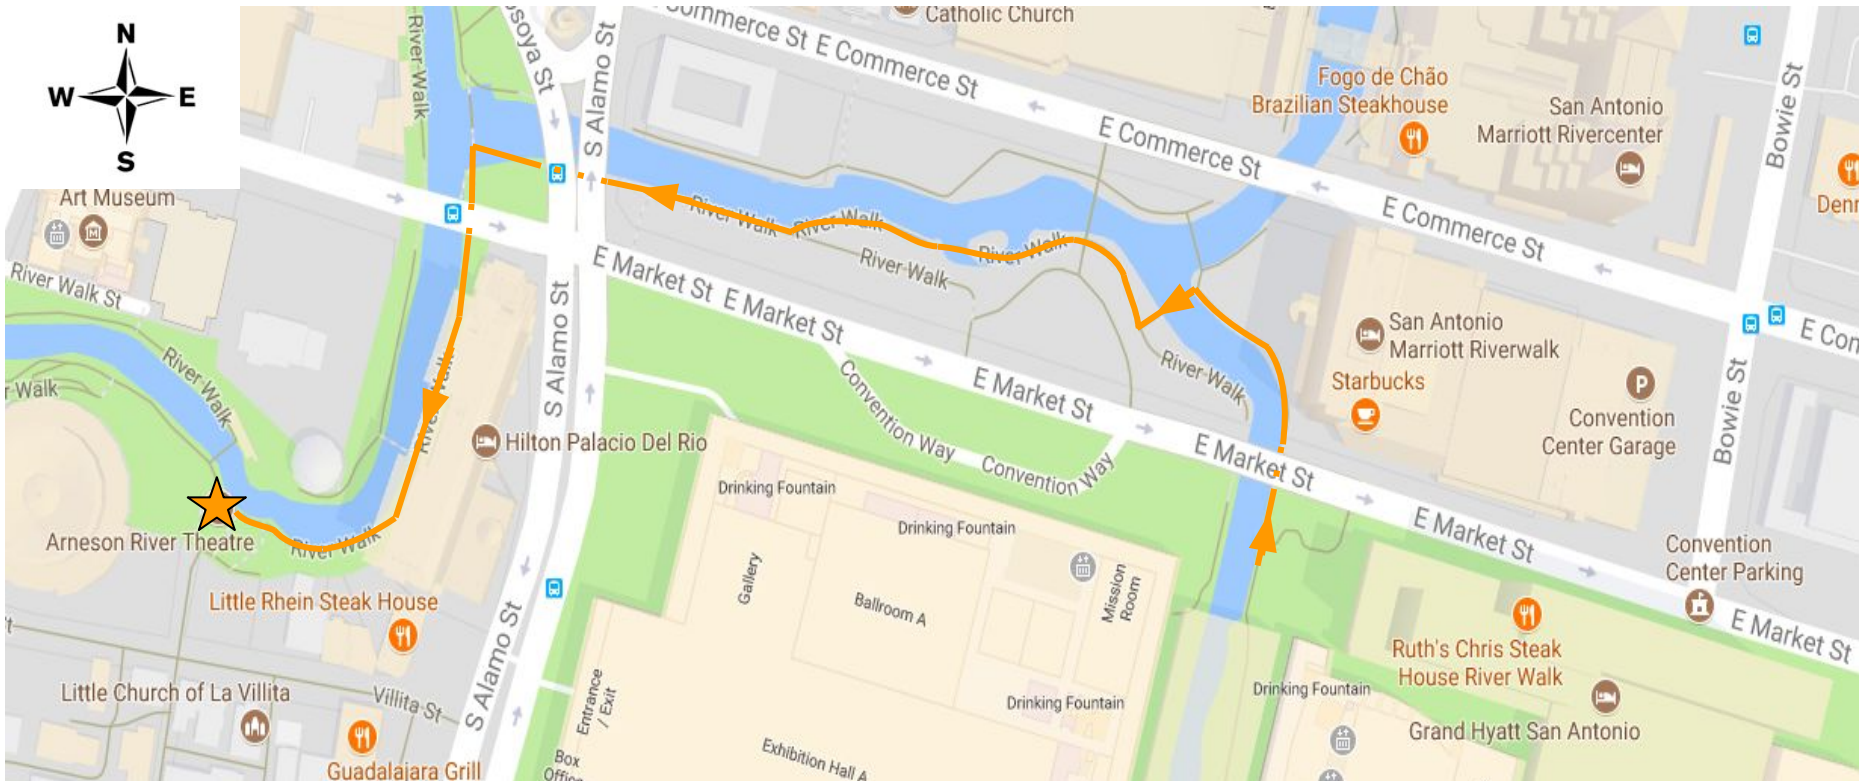 N
W
E
S
River Walk
S Alamo St
Commerce St
E Commerce St
Catholic Church
Fogo de Chão
Brazilian Steakhouse
San Antonio
Marriott Rivercenter
Bowie St
E Commerce St
E Commerce St
Art Museum
River Walk St
River Walk
River Walk
River Walk
River Walk
River Walk
E Market St
E Market St
S Alamo St
San Antonio
Marriott Riverwalk
Starbucks
River Walk
P
Convention
Center Garage
Bowie St
River Walk
Convention Way
E Market St
Convention Way
E Market St
Hilton Palacio Del Rio
Drinking Fountain
Drinking Fountain
Arneson River Theatre
River Walk
E Market St
Convention
Center Parking
E Market St
Gallery
Ballroom A
Mission
Room
Little Rhein Steak House
Ruth's Chris Steak
House River Walk
Little Church of La Villita
Villita St
S Alamo St
Entrance
/ Exit
Drinking Fountain
Drinking Fountain
Grand Hyatt San Antonio
Guadalajara Grill
Box
Exhibition Hall A